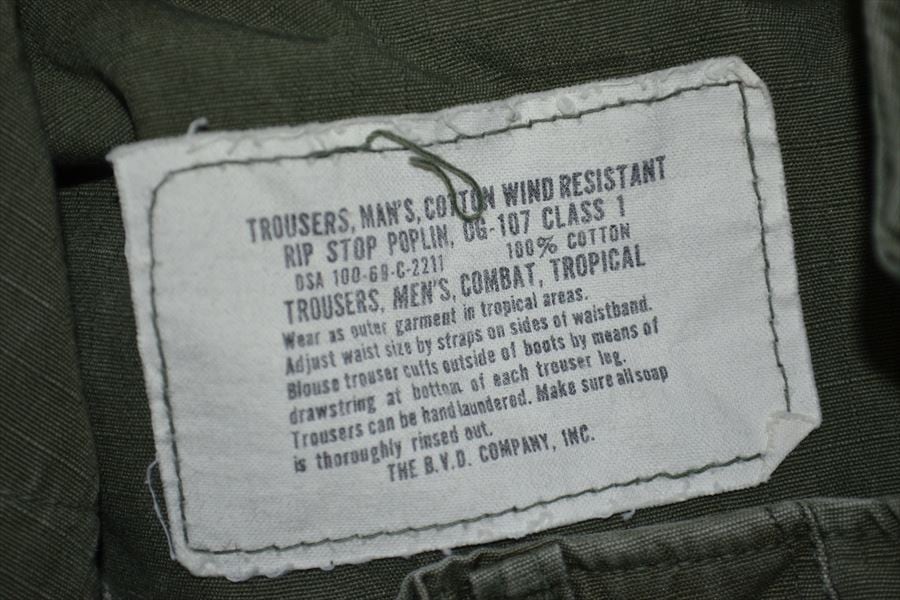 TROUSERS, MAN'S, COTTON WIND RESISTANT
RIP STOP POPLIN, OG-107 CLASS 1
DSA 100-69-C-2211 100% COTTON
TROUSERS, MEN'S, COMBAT, TROPICAL
Wear as outer garment in tropical areas.
Adjust waist size by straps on sides of waistband.
Blouse trouser cuffs outside of boots by means of
drawstring at bottom of each trouser leg.
Trousers can be handlaundered. Make sure all soap
is thoroughly rinsed out.
THE B.V.D. COMPANY, INC.